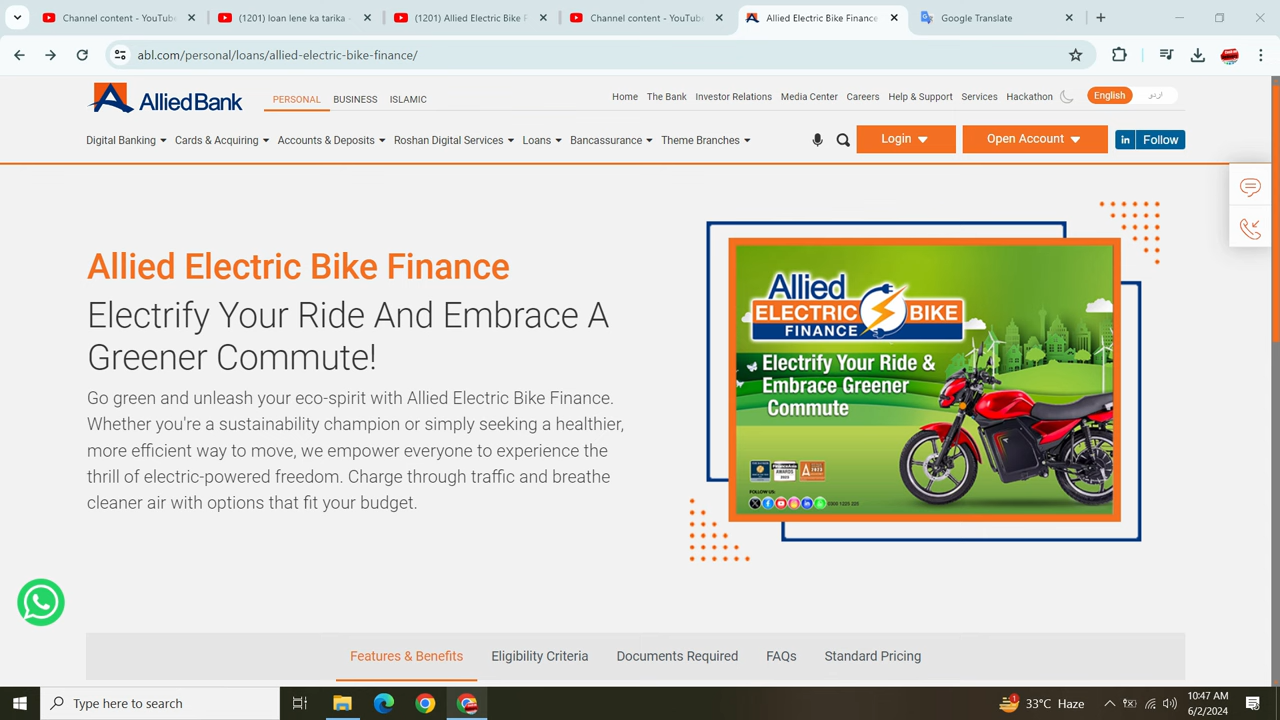 Channel content - YouTube
(1201) loan lene ka tarika -
(1201) Allied Electric Bike F
Channel content - YouTube
Allied Electric Bike Finance
Google Translate
abl.com/personal/loans/allied-electric-bike-finance/
AlliedBank
PERSONAL BUSINESS ISLAMIC
Home The Bank Investor Relations Media Center Careers Help & Support Services Hackathon English اردو
Digital Banking Cards & Acquiring Accounts & Deposits Roshan Digital Services Loans Bancassurance Theme Branches
Login Open Account in Follow
Allied Electric Bike Finance
Electrify Your Ride And Embrace A
Greener Commute!
Go green and unleash your eco-spirit with Allied Electric Bike Finance.
Whether you're a sustainability champion or simply seeking a healthier,
more efficient way to move, we empower everyone to experience the
thrill of electric-powered freedom. Charge through traffic and breathe
cleaner air with options that fit your budget.
Allied
ELECTRIC BIKE
FINANCE
Electrify Your Ride &
Embrace Greener
Commute
FOLLOW US:
Features & Benefits Eligibility Criteria Documents Required FAQs Standard Pricing
Type here to search
33°C Haze
10:47 AM
6/2/2024